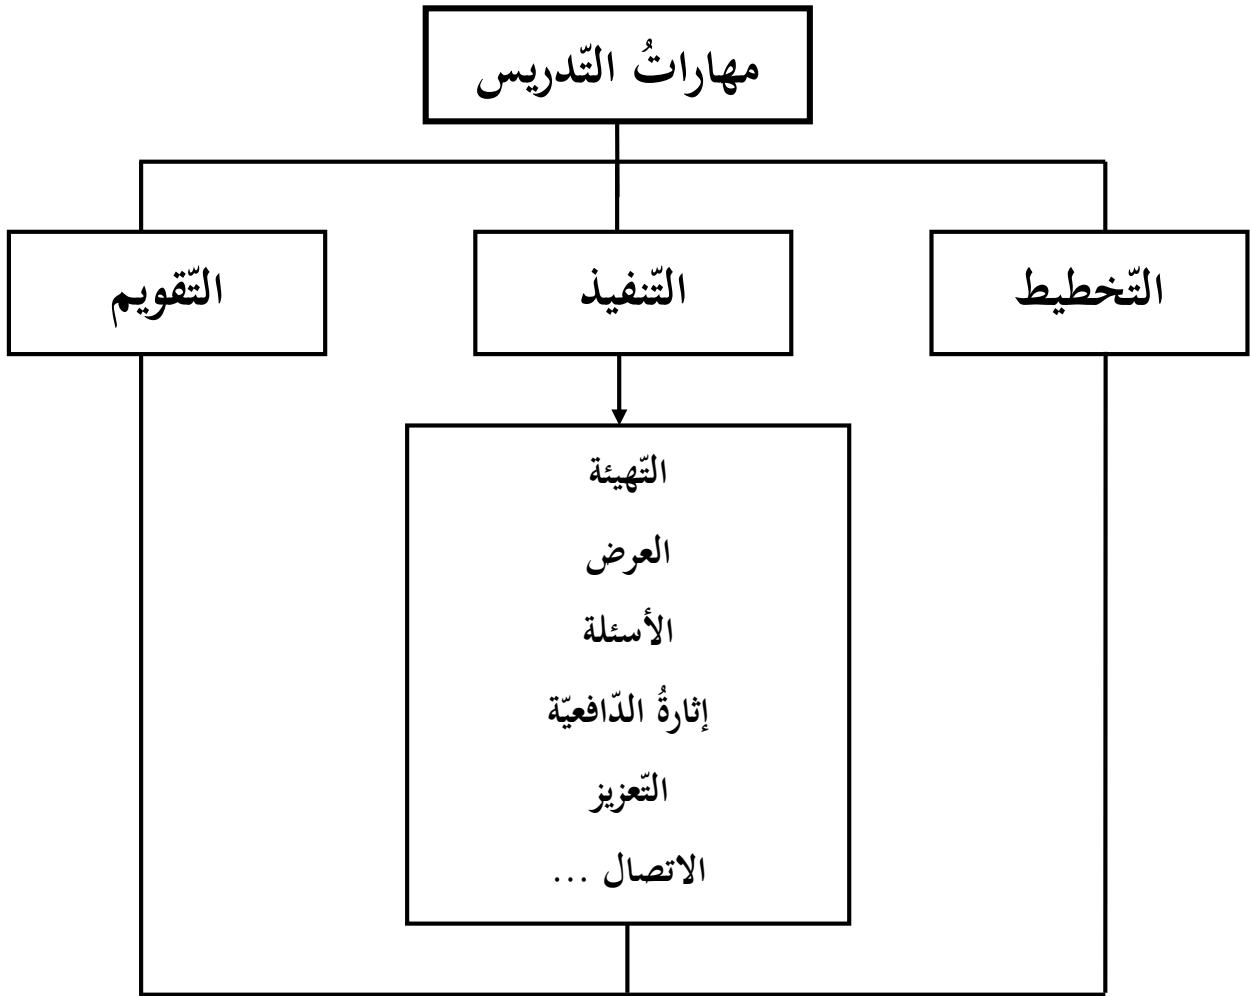 مهاراتُ التّدريس
التّخطيط
التّنفيذ
التّقويم
التّهيئة
العرض
الأسئلة
إثارةُ الدّافعيّة
التّعزيز
الاتصال ...